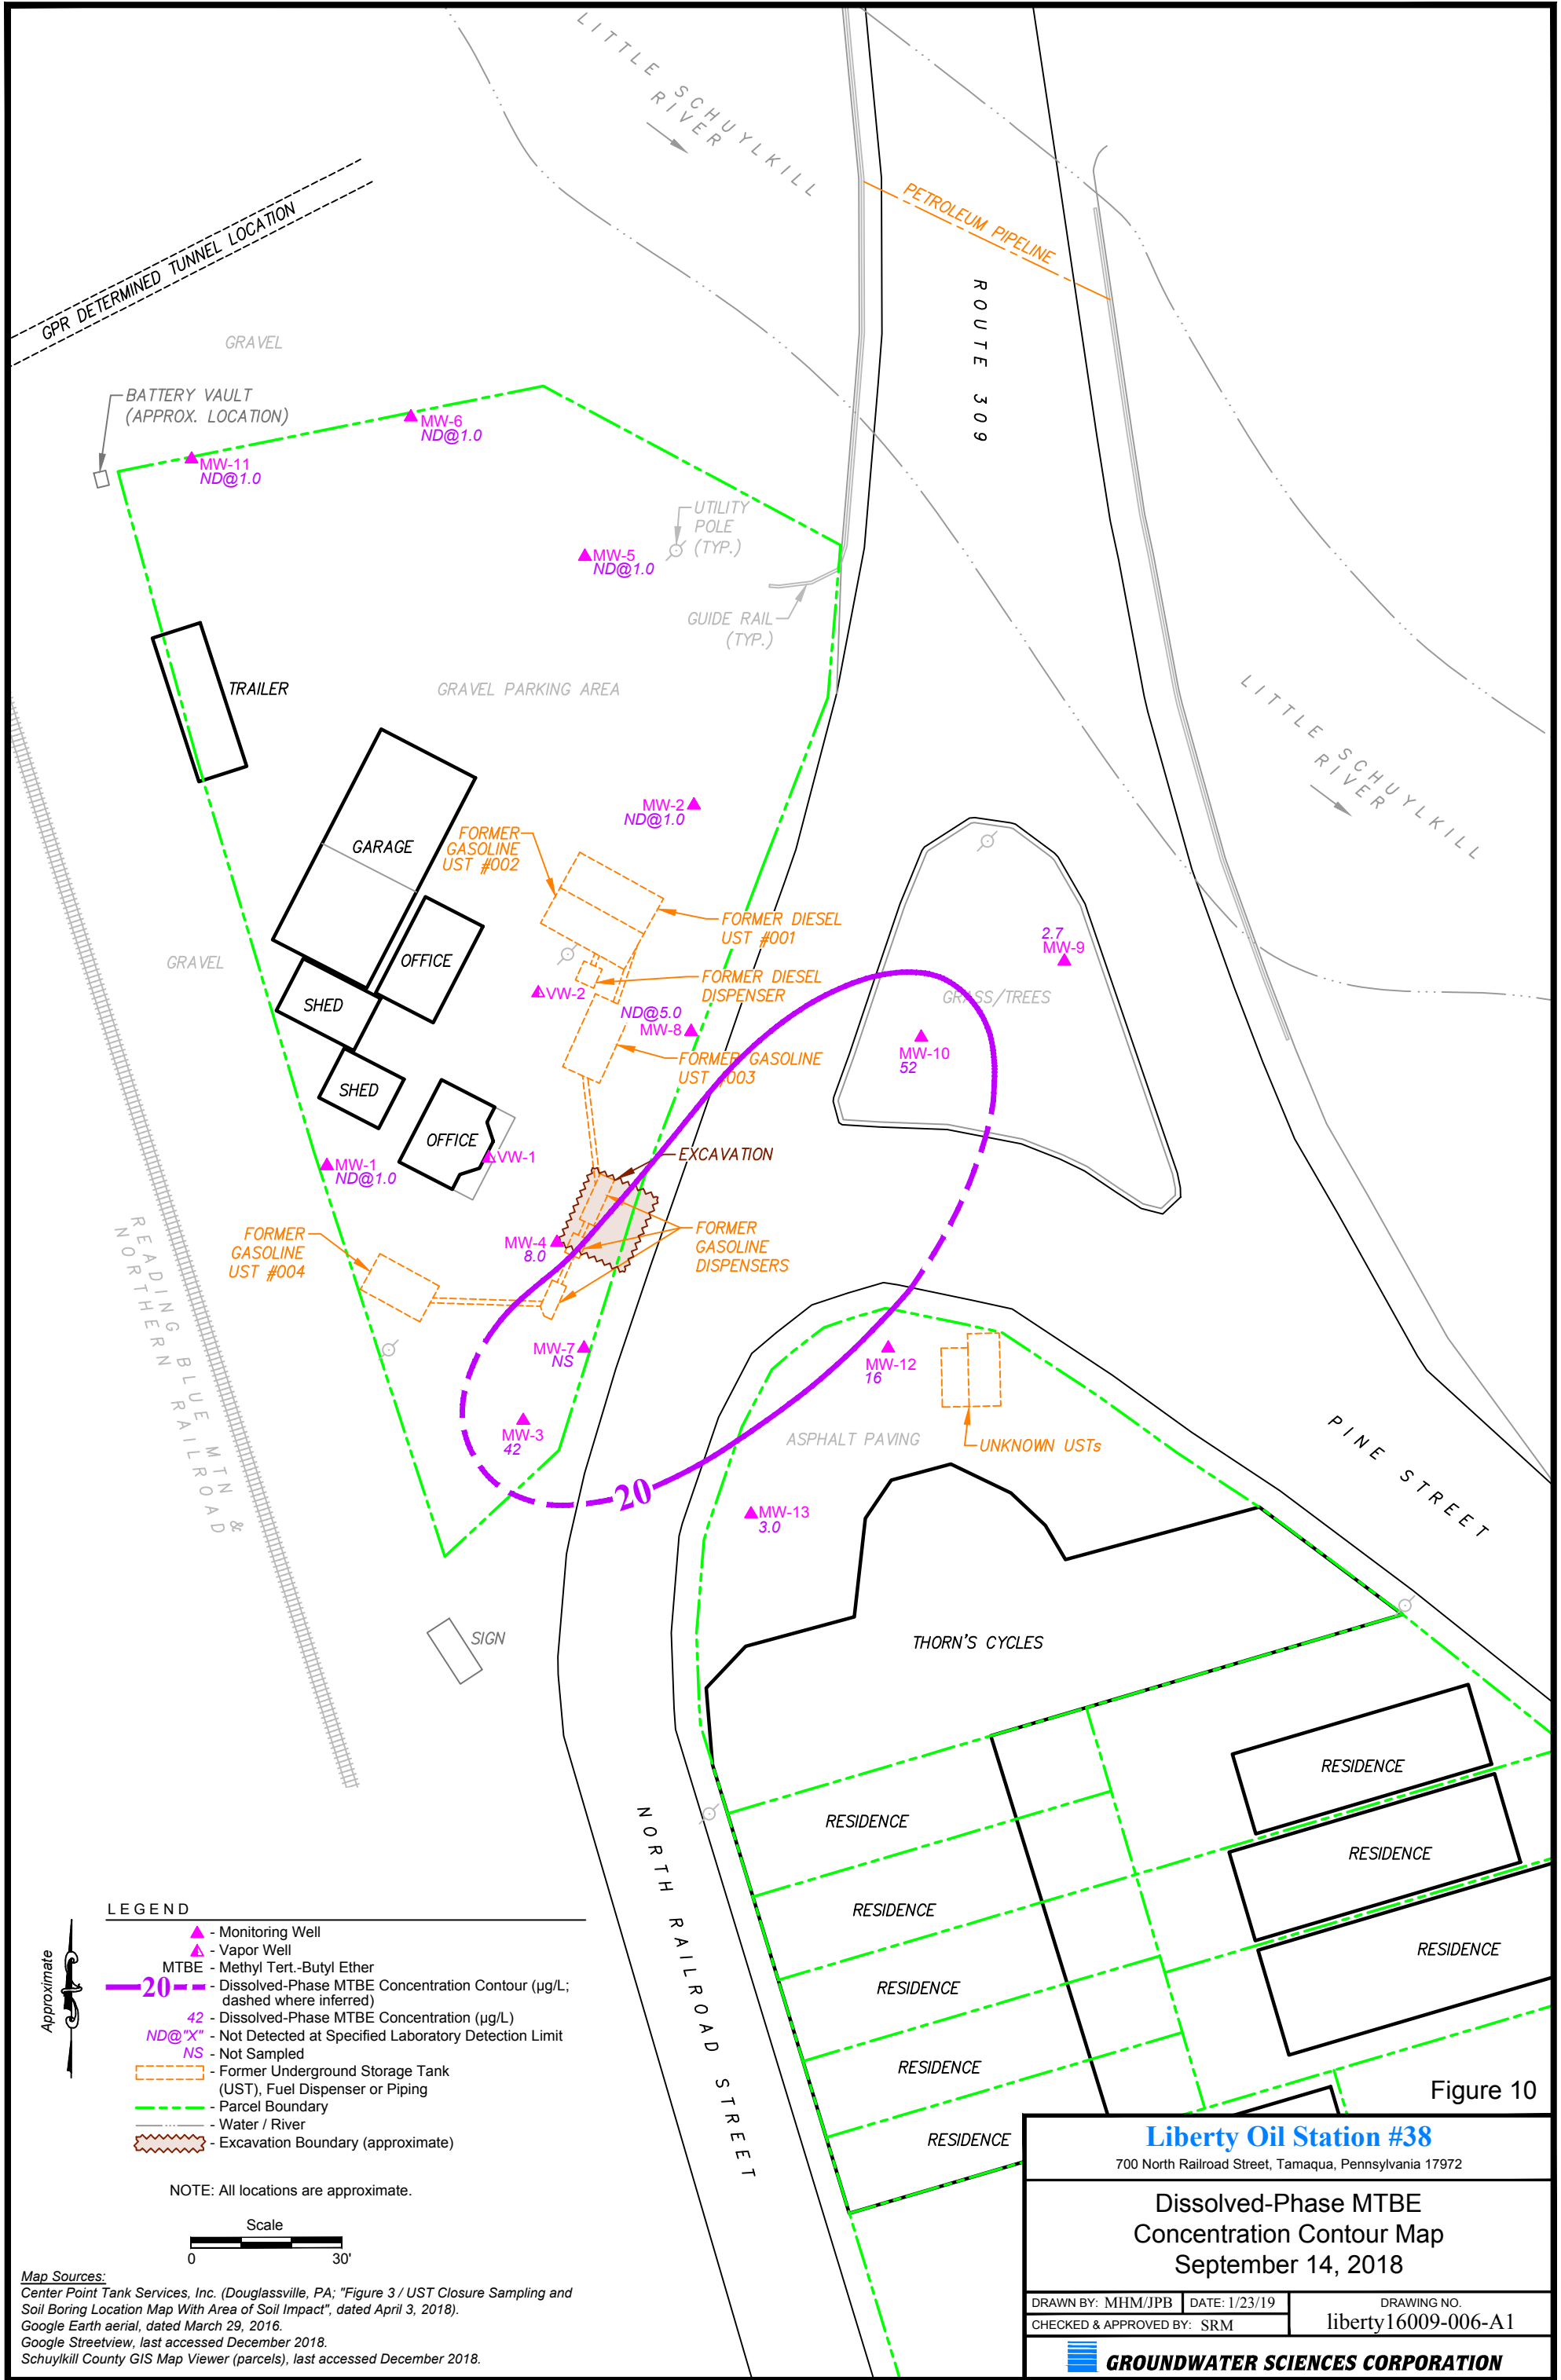 LITTLE SCHUYLKILL
RIVER
PETROLEUM PIPELINE
GPR DETERMINED TUNNEL LOCATION
ROUTE 309
GRAVEL
BATTERY VAULT
(APPROX. LOCATION)
MW-6
ND@1.0
MW-11
ND@1.0
UTILITY
POLE
(TYP.)
MW-5
ND@1.0
GUIDE RAIL
(TYP.)
TRAILER
GRAVEL PARKING AREA
LITTLE SCHUYLKILL
RIVER
MW-2
ND@1.0
GARAGE
FORMER
GASOLINE
UST #002
FORMER DIESEL
UST #001
2.7
MW-9
GRAVEL
OFFICE
FORMER DIESEL
DISPENSER
VW-2
GRASS/TREES
SHED
ND@5.0
MW-8
MW-10
52
FORMER GASOLINE
UST #003
SHED
OFFICE
EXCAVATION
VW-1
MW-1
ND@1.0
READING BLUE MTN &
NORTHERN RAILROAD
FORMER
GASOLINE
UST #004
MW-4
8.0
FORMER
GASOLINE
DISPENSERS
MW-7
NS
MW-12
16
MW-3
42
ASPHALT PAVING
UNKNOWN USTs
PINE STREET
20
MW-13
3.0
SIGN
THORN'S CYCLES
RESIDENCE
RESIDENCE
RESIDENCE
RESIDENCE
RESIDENCE
RESIDENCE
RESIDENCE
RESIDENCE
NORTH RAILROAD STREET
LEGEND
- Monitoring Well
- Vapor Well
MTBE - Methyl Tert.-Butyl Ether
20 - Dissolved-Phase MTBE Concentration Contour (µg/L;
dashed where inferred)
42 - Dissolved-Phase MTBE Concentration (µg/L)
ND@"X" - Not Detected at Specified Laboratory Detection Limit
NS - Not Sampled
- Former Underground Storage Tank
(UST), Fuel Dispenser or Piping
- Parcel Boundary
- Water / River
- Excavation Boundary (approximate)
Approximate
NOTE: All locations are approximate.
Scale
0 30'
Map Sources:
Center Point Tank Services, Inc. (Douglassville, PA; "Figure 3 / UST Closure Sampling and
Soil Boring Location Map With Area of Soil Impact", dated April 3, 2018).
Google Earth aerial, dated March 29, 2016.
Google Streetview, last accessed December 2018.
Schuylkill County GIS Map Viewer (parcels), last accessed December 2018.
Figure 10
Liberty Oil Station #38
700 North Railroad Street, Tamaqua, Pennsylvania 17972
Dissolved-Phase MTBE
Concentration Contour Map
September 14, 2018
DRAWN BY: MHM/JPB DATE: 1/23/19
CHECKED & APPROVED BY: SRM
DRAWING NO.
liberty16009-006-A1
GROUNDWATER SCIENCES CORPORATION